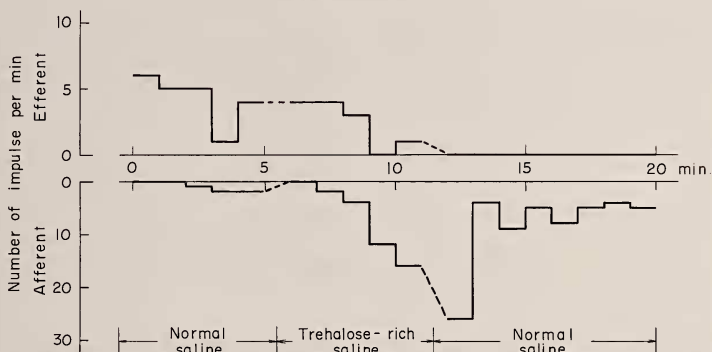 10
5
0
Number of impulse per min
Efferent Afferent
0 5 10 15 20 min.
0
10
20
30
Normal saline
Trehalose-rich saline
Normal saline